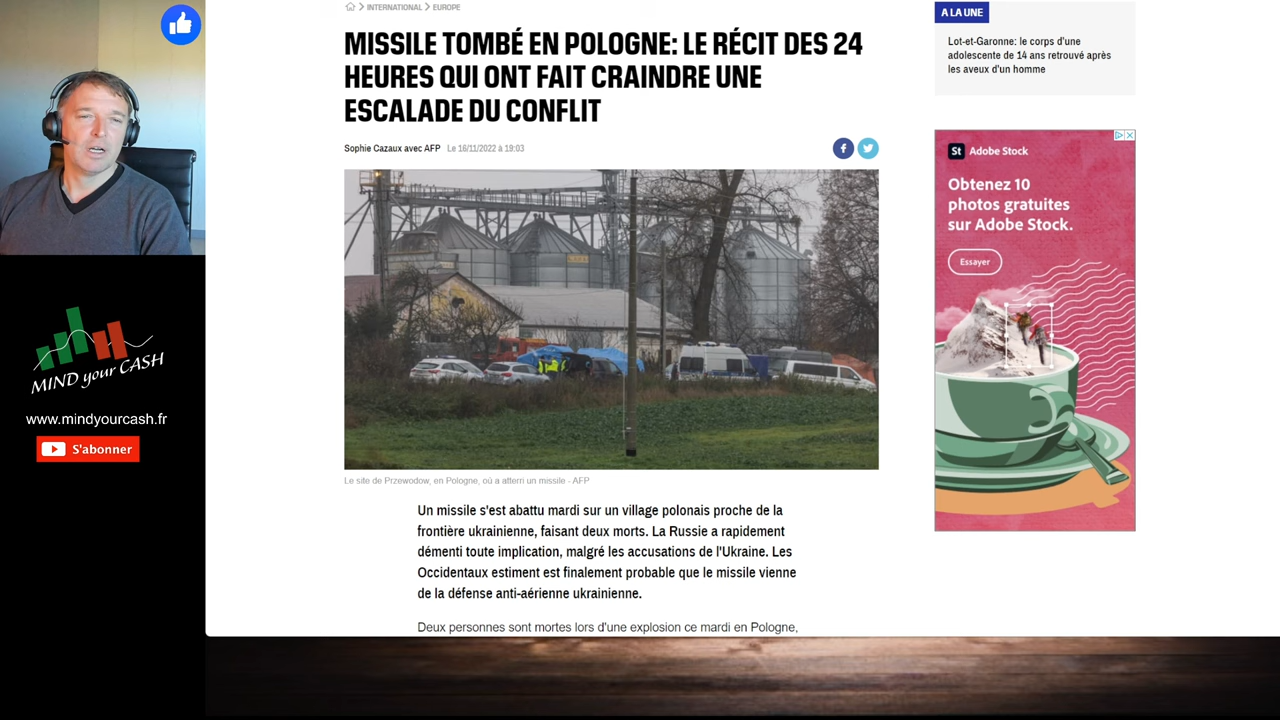 INTERNATIONAL
EUROPE
MISSILE TOMBÉ EN POLOGNE: LE RÉCIT DES 24
HEURES QUI ONT FAIT CRAINDRE UNE
ESCALADE DU CONFLIT
Sophie Cazaux avec AFP Le 16/11/2022 à 19:03
Le site de Przewodow, en Pologne, où a atterri un missile - AFP
Un missile s'est abattu mardi sur un village polonais proche de la
frontière ukrainienne, faisant deux morts. La Russie a rapidement
démenti toute implication, malgré les accusations de l'Ukraine. Les
Occidentaux estiment est finalement probable que le missile vienne
de la défense anti-aérienne ukrainienne.
Deux personnes sont mortes lors d'une explosion ce mardi en Pologne,
A LA UNE
Lot-et-Garonne: le corps d'une
adolescente de 14 ans retrouvé après
les aveux d'un homme
St Adobe Stock
Obtenez 10
photos gratuites
sur Adobe Stock.
Essayer
MIND your CASH
www.mindyourcash.fr
S'abonner